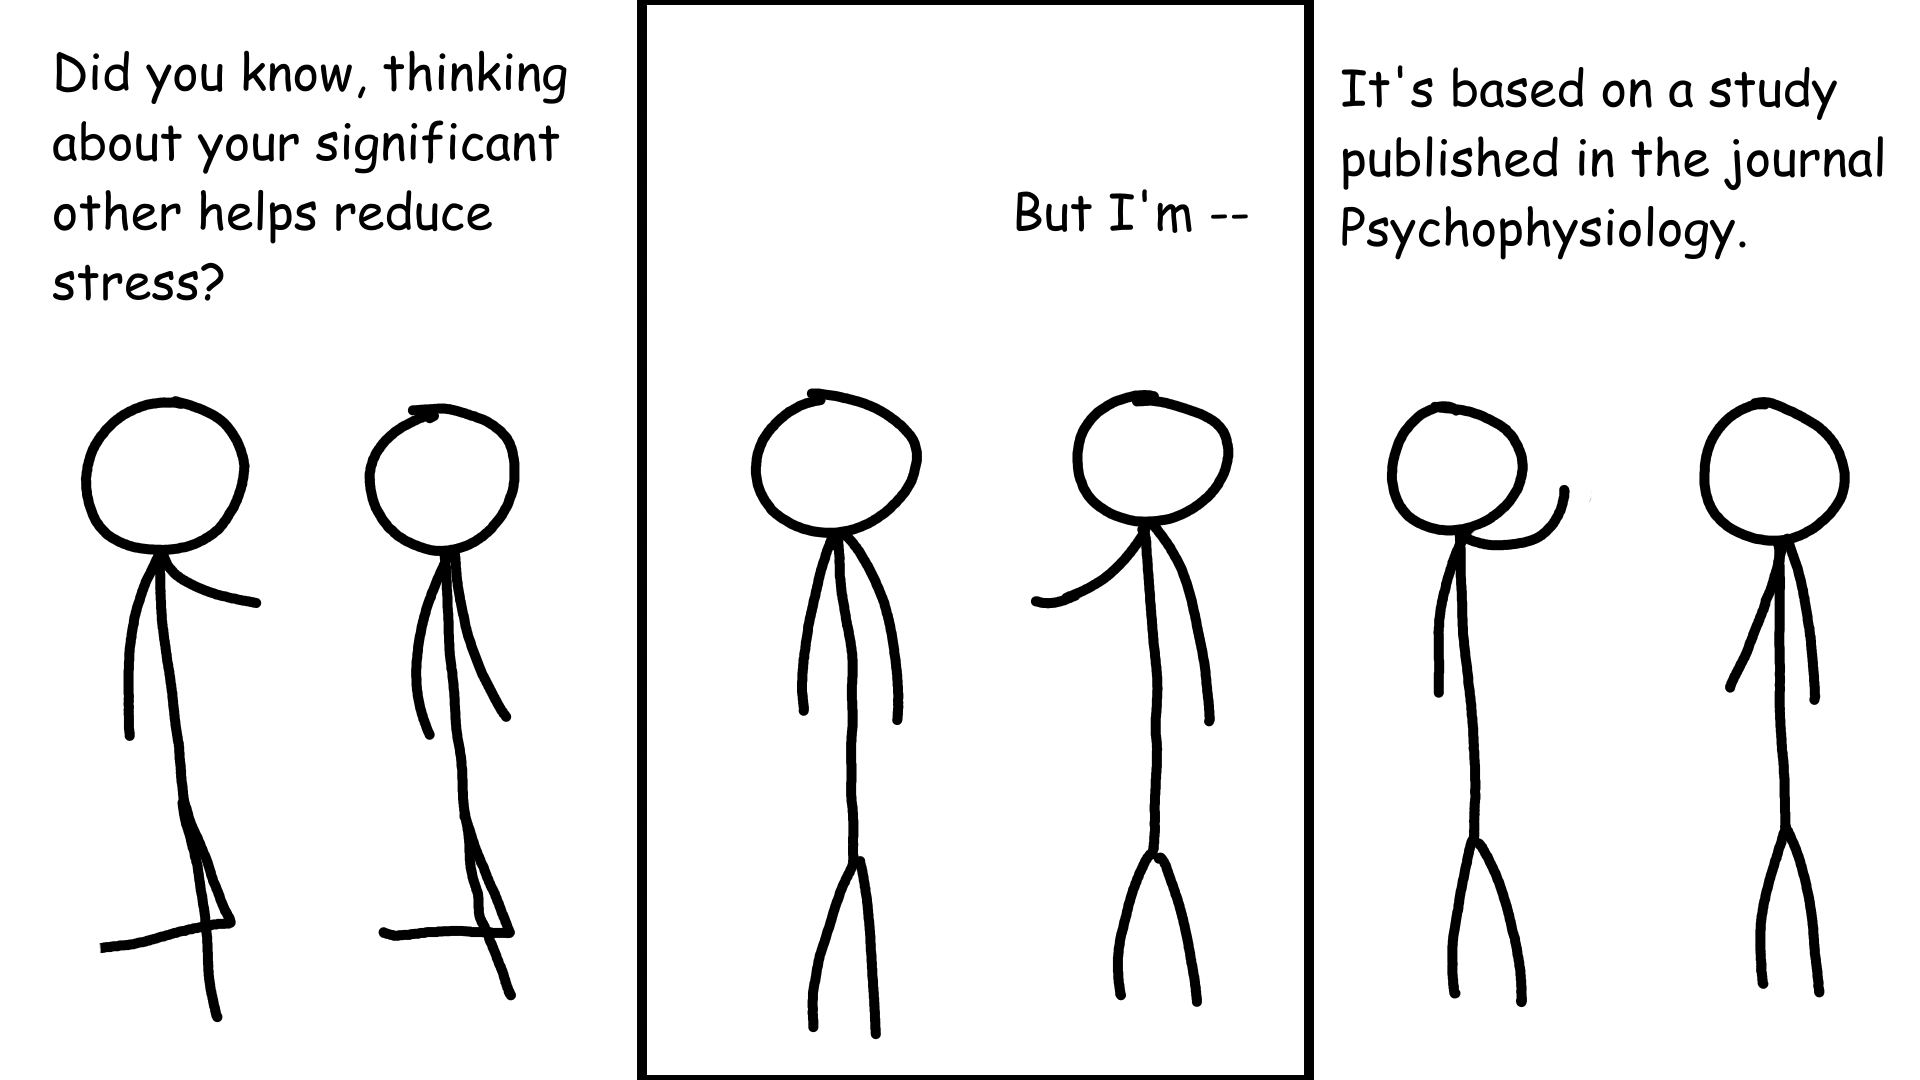 Did you know, thinking
about your significant
other helps reduce
stress?
But I'm --
It's based on a study
published in the journal
Psychophysiology.